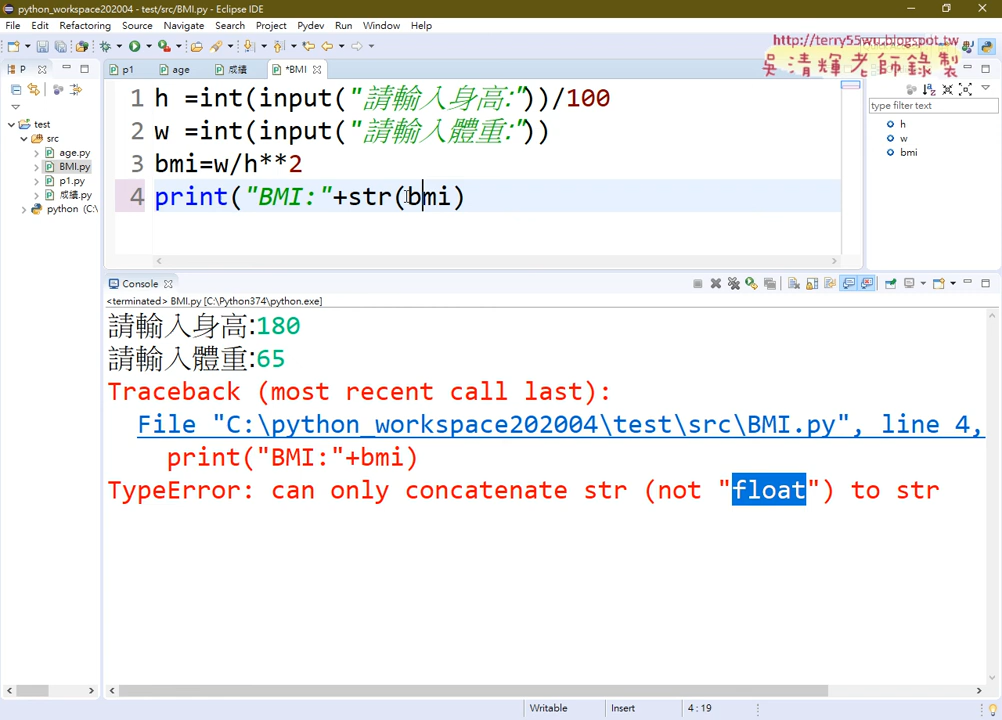 python_workspace202004 - test/src/BMI.py - Eclipse IDE
File Edit Refactoring Source Navigate Search Project Pydev Run Window Help
http://terry55wu.blogspot.tw
吳清輝老師錄製
P
p1 age 成績 *BMI
test
src
age.py
BMI.py
p1.py
成績.py
python (C:\
1 h =int(input("請輸入身高:"))/100
2 w =int(input("請輸入體重:"))
3 bmi=w/h**2
4 print("BMI:"+str(bmi)
type filter text
h
w
bmi
Console
<terminated> BMI.py [C:\Python374\python.exe]
請輸入身高:180
請輸入體重:65
Traceback (most recent call last):
File "C:\python_workspace202004\test\src\BMI.py", line 4,
print("BMI:"+bmi)
TypeError: can only concatenate str (not "float") to str
Writable Insert 4 : 19